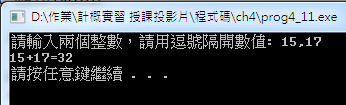 D:\作業\計概實習 授課投影片\程式碼\ch4\prog4_11.exe
請輸入兩個整數，請用逗號隔開數值: 15,17
15+17=32
請按任意鍵繼續 . . .